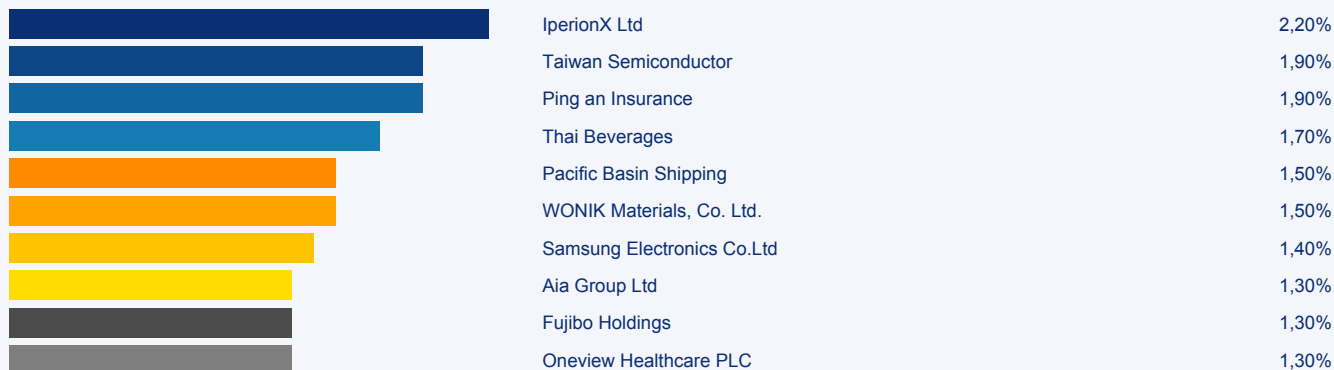 IperionX Ltd 2,20%
Taiwan Semiconductor 1,90%
Ping an Insurance 1,90%
Thai Beverages 1,70%
Pacific Basin Shipping 1,50%
WONIK Materials, Co. Ltd. 1,50%
Samsung Electronics Co.Ltd 1,40%
Aia Group Ltd 1,30%
Fujibo Holdings 1,30%
Oneview Healthcare PLC 1,30%